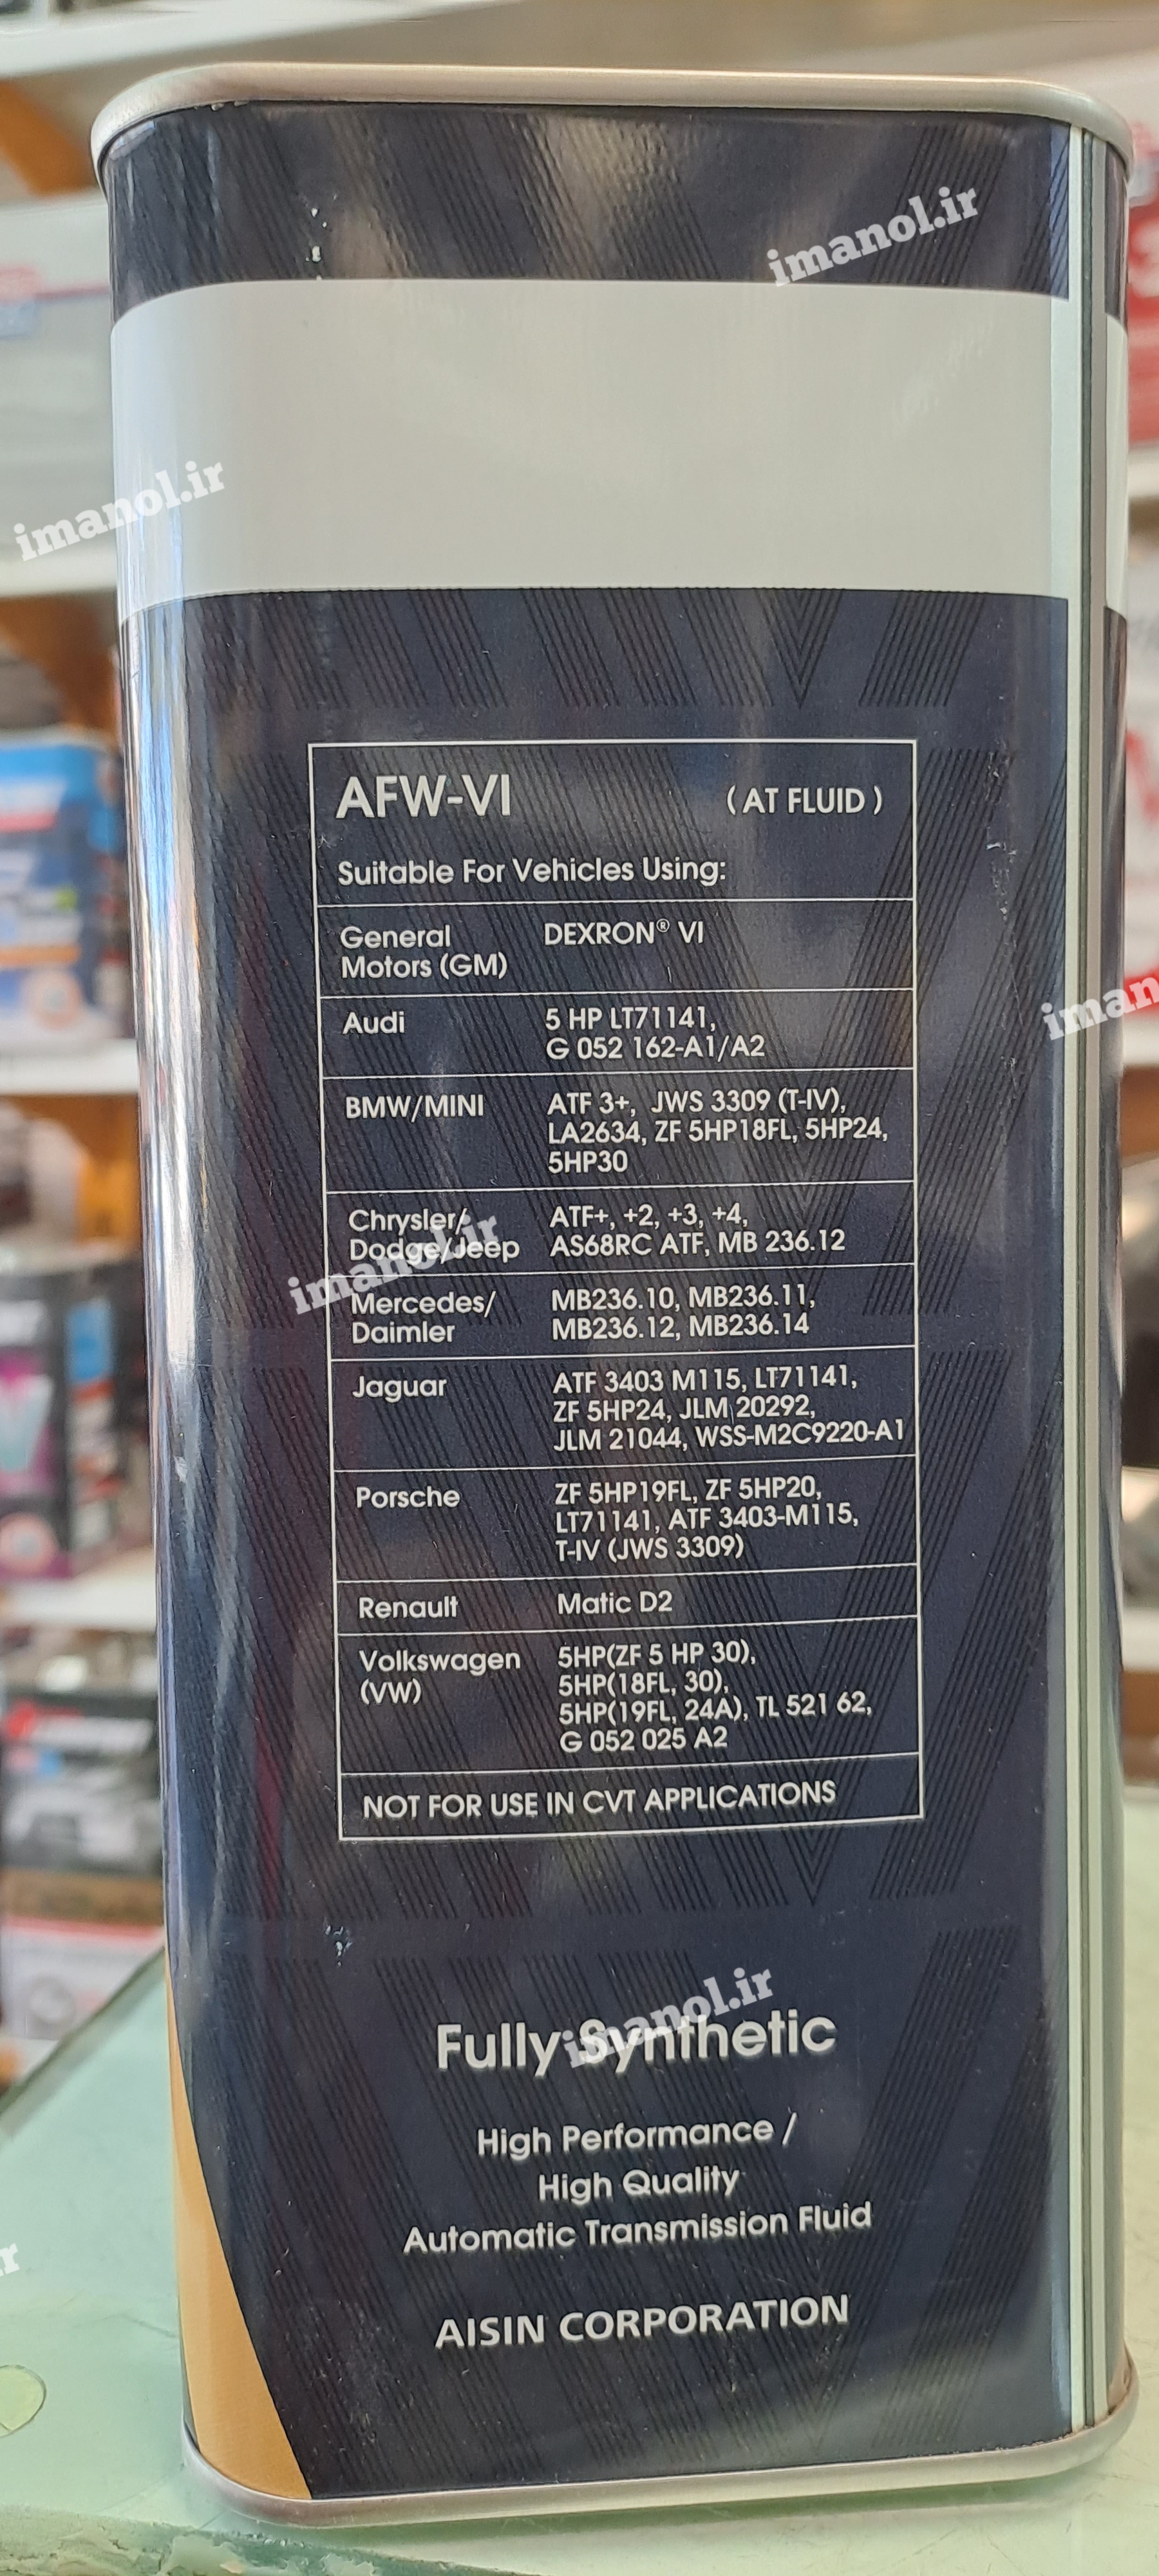 imanol.ir
imanol.ir
AFW-VI (AT FLUID)
Suitable For Vehicles Using:
General DEXRON® VI
Motors (GM)
imano
Audi 5 HP LT71141,
G 052 162-A1/A2
BMW/MINI ATF 3+, JWS 3309 (T-IV),
LA2634, ZF 5HP18FL, 5HP24,
5HP30
Chrysler/ ATF+, +2, +3, +4,
Dodge/Jeep AS68RC ATF, MB 236.12
imanol.ir
Mercedes/ MB236.10, MB236.11,
Daimler MB236.12, MB236.14
Jaguar ATF 3403 M115, LT71141,
ZF 5HP24, JLM 20292,
JLM 21044, WSS-M2C9220-A1
Porsche ZF 5HP19FL, ZF 5HP20,
LT71141, ATF 3403-M115,
T-IV (JWS 3309)
Renault Matic D2
Volkswagen 5HP(ZF 5 HP 30),
(VW) 5HP(18FL, 30),
5HP(19FL, 24A), TL 521 62,
G 052 025 A2
NOT FOR USE IN CVT APPLICATIONS
imanol.ir
Fully Synthetic
High Performance /
High Quality
Automatic Transmission Fluid
r
AISIN CORPORATION